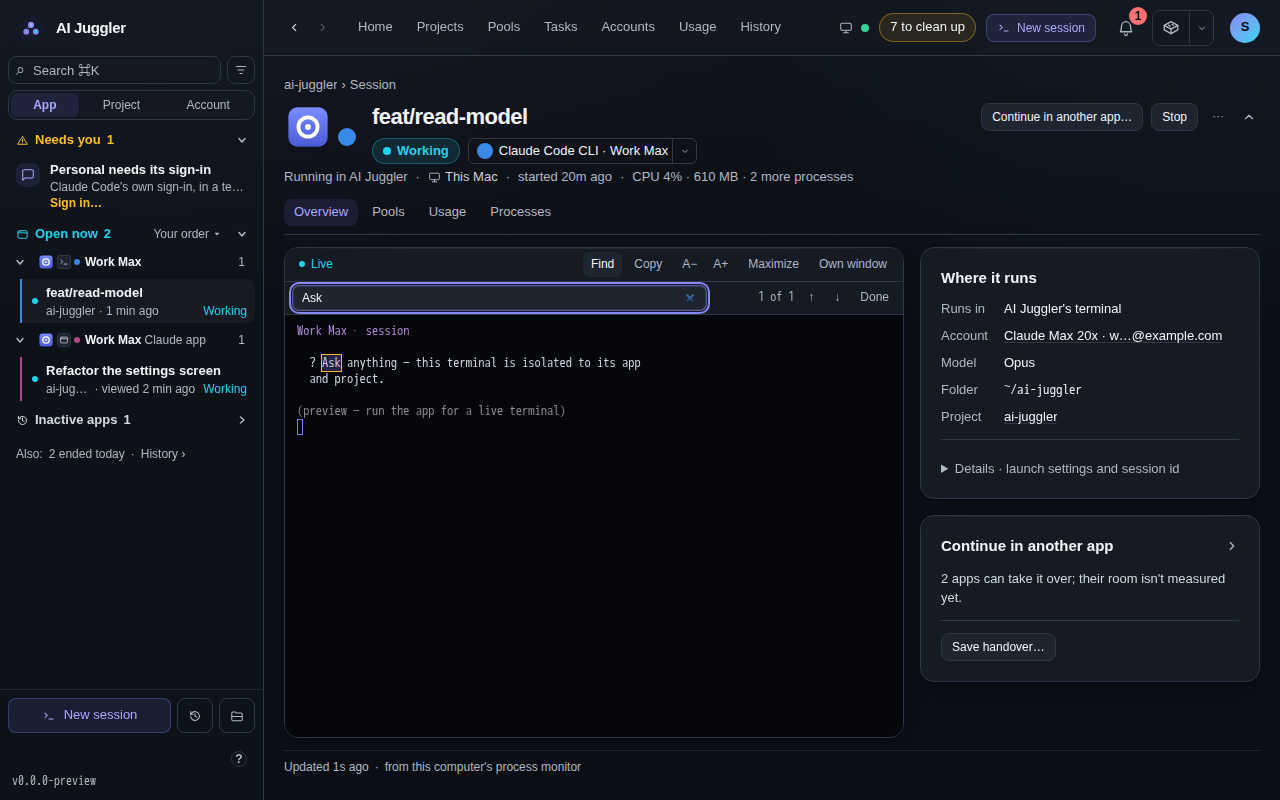 AI Juggler
Search ⌘K
App Project Account
Needs you 1
Personal needs its sign-in
Claude Code's own sign-in, in a te…
Sign in…
Open now 2 Your order
Work Max 1
feat/read-model
ai-juggler · 1 min ago Working
Work Max Claude app 1
Refactor the settings screen
ai-jug… · viewed 2 min ago Working
Inactive apps 1
Also: 2 ended today · History ›
New session
?
v0.0.0-preview
Home Projects Pools Tasks Accounts Usage History
7 to clean up
New session
1
S
ai-juggler › Session
feat/read-model
Continue in another app… Stop ···
Working Claude Code CLI · Work Max
Running in AI Juggler · This Mac · started 20m ago · CPU 4% · 610 MB · 2 more processes
Overview Pools Usage Processes
Live Find Copy A− A+ Maximize Own window
Ask 1 of 1 ↑ ↓ Done
Work Max · session
? Ask anything — this terminal is isolated to its app
and project.
(preview — run the app for a live terminal)
Where it runs
Runs in AI Juggler's terminal
Account Claude Max 20x · w…@example.com
Model Opus
Folder ~/ai-juggler
Project ai-juggler
Details · launch settings and session id
Continue in another app
2 apps can take it over; their room isn't measured
yet.
Save handover…
Updated 1s ago · from this computer's process monitor